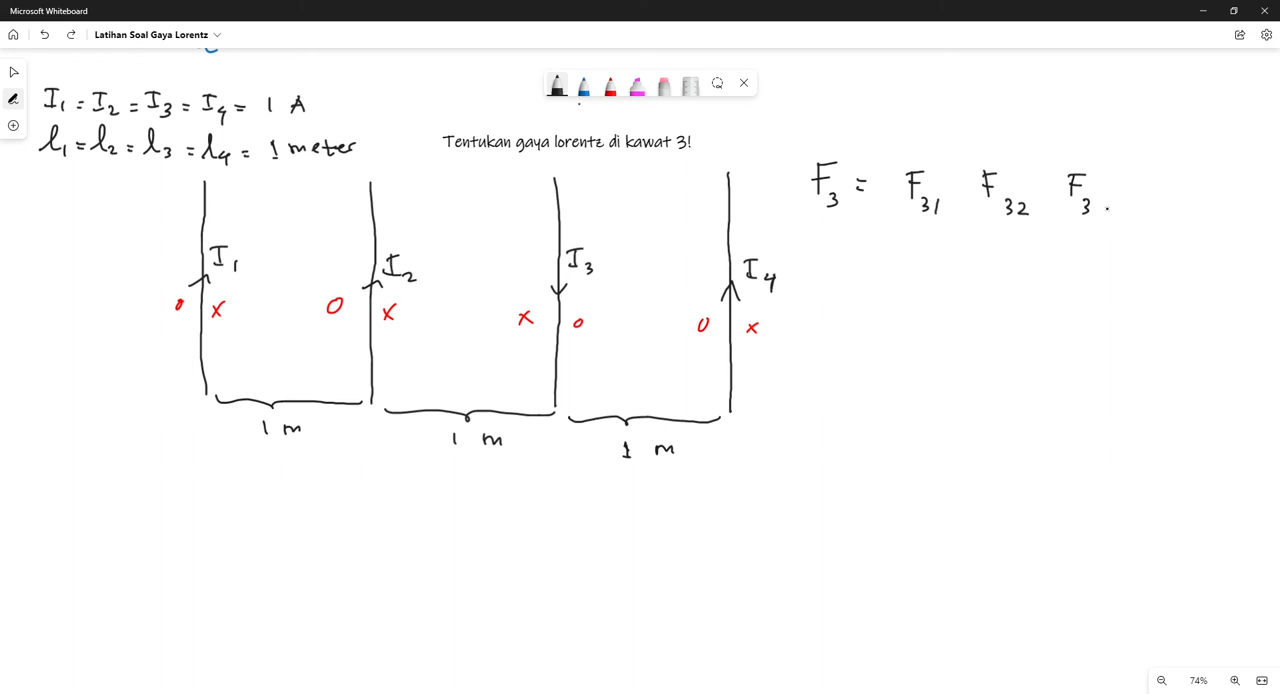 Microsoft Whiteboard
Latihan Soal Gaya Lorentz
I₁ = I₂ = I₃ = I₄ = 1 A
l₁ = l₂ = l₃ = l₄ = 1 meter
Tentukan gaya lorentz di kawat 3!
F₃ = F₃₁ F₃₂ F₃
I₁ I₂ I₃ I₄
o x O x x o o x
1 m 1 m 1 m
74%